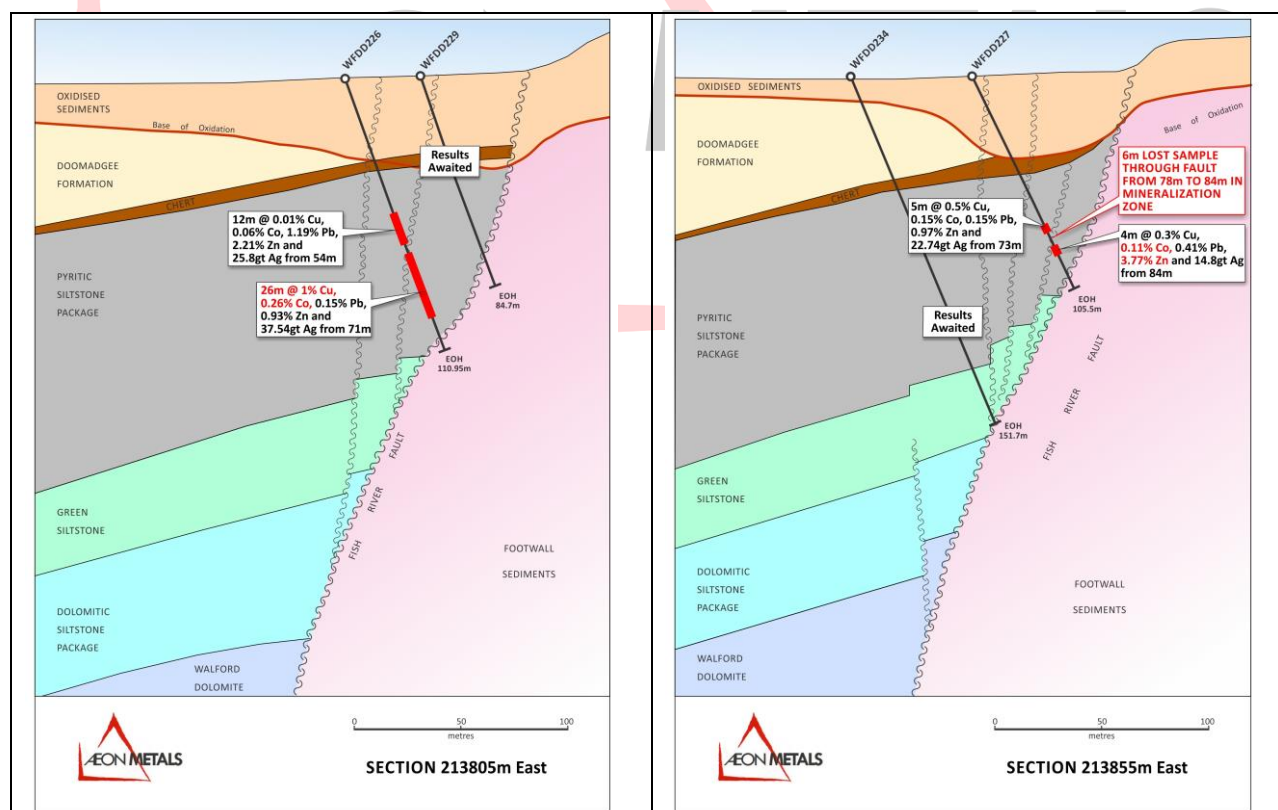 WFDD226
WFDD229
OXIDISED
SEDIMENTS
Base of Oxidation
DOOMADGEE
FORMATION
Results
Awaited
CHERT
12m @ 0.01% Cu,
0.06% Co, 1.19% Pb,
2.21% Zn and
25.8gt Ag from 54m
PYRITIC
SILTSTONE
PACKAGE
26m @ 1% Cu,
0.26% Co, 0.15% Pb,
0.93% Zn and
37.54gt Ag from 71m
EOH
84.7m
EOH
110.95m
FISH RIVER FAULT
GREEN
SILTSTONE
FOOTWALL
SEDIMENTS
DOLOMITIC
SILTSTONE
PACKAGE
WALFORD
DOLOMITE
ÆON METALS
0 50 100
metres
SECTION 213805m East
WFDD234
WFDD227
OXIDISED SEDIMENTS
Base of Oxidation
DOOMADGEE
FORMATION
6m LOST SAMPLE
THROUGH FAULT
FROM 78m TO 84m IN
MINERALIZATION
ZONE
CHERT
5m @ 0.5% Cu,
0.15% Co, 0.15% Pb,
0.97% Zn and
22.74gt Ag from 73m
4m @ 0.3% Cu,
0.11% Co, 0.41% Pb,
3.77% Zn and 14.8gt Ag
from 84m
EOH
105.5m
Results
Awaited
PYRITIC
SILTSTONE
PACKAGE
FISH RIVER FAULT
EOH
151.7m
GREEN
SILTSTONE
DOLOMITIC
SILTSTONE
PACKAGE
FOOTWALL
SEDIMENTS
WALFORD
DOLOMITE
ÆON METALS
0 50 100
metres
SECTION 213855m East